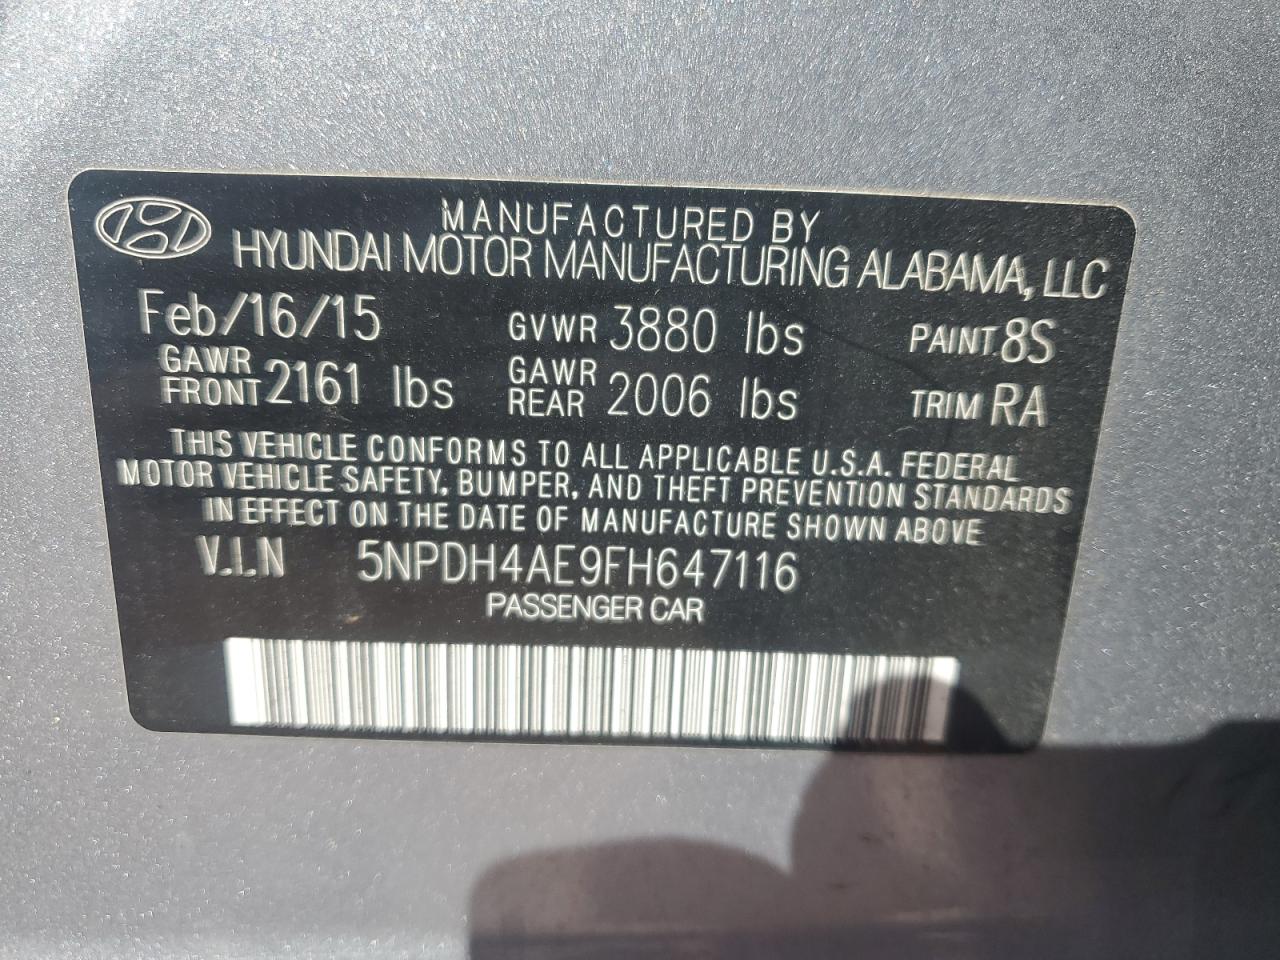 MANUFACTURED BY
HYUNDAI MOTOR MANUFACTURING ALABAMA, LLC
Feb/16/15 GVWR 3880 lbs PAINT 8S
GAWR FRONT 2161 lbs GAWR REAR 2006 lbs TRIM RA
THIS VEHICLE CONFORMS TO ALL APPLICABLE U.S.A. FEDERAL
MOTOR VEHICLE SAFETY, BUMPER, AND THEFT PREVENTION STANDARDS
IN EFFECT ON THE DATE OF MANUFACTURE SHOWN ABOVE
V.I.N 5NPDH4AE9FH647116
PASSENGER CAR